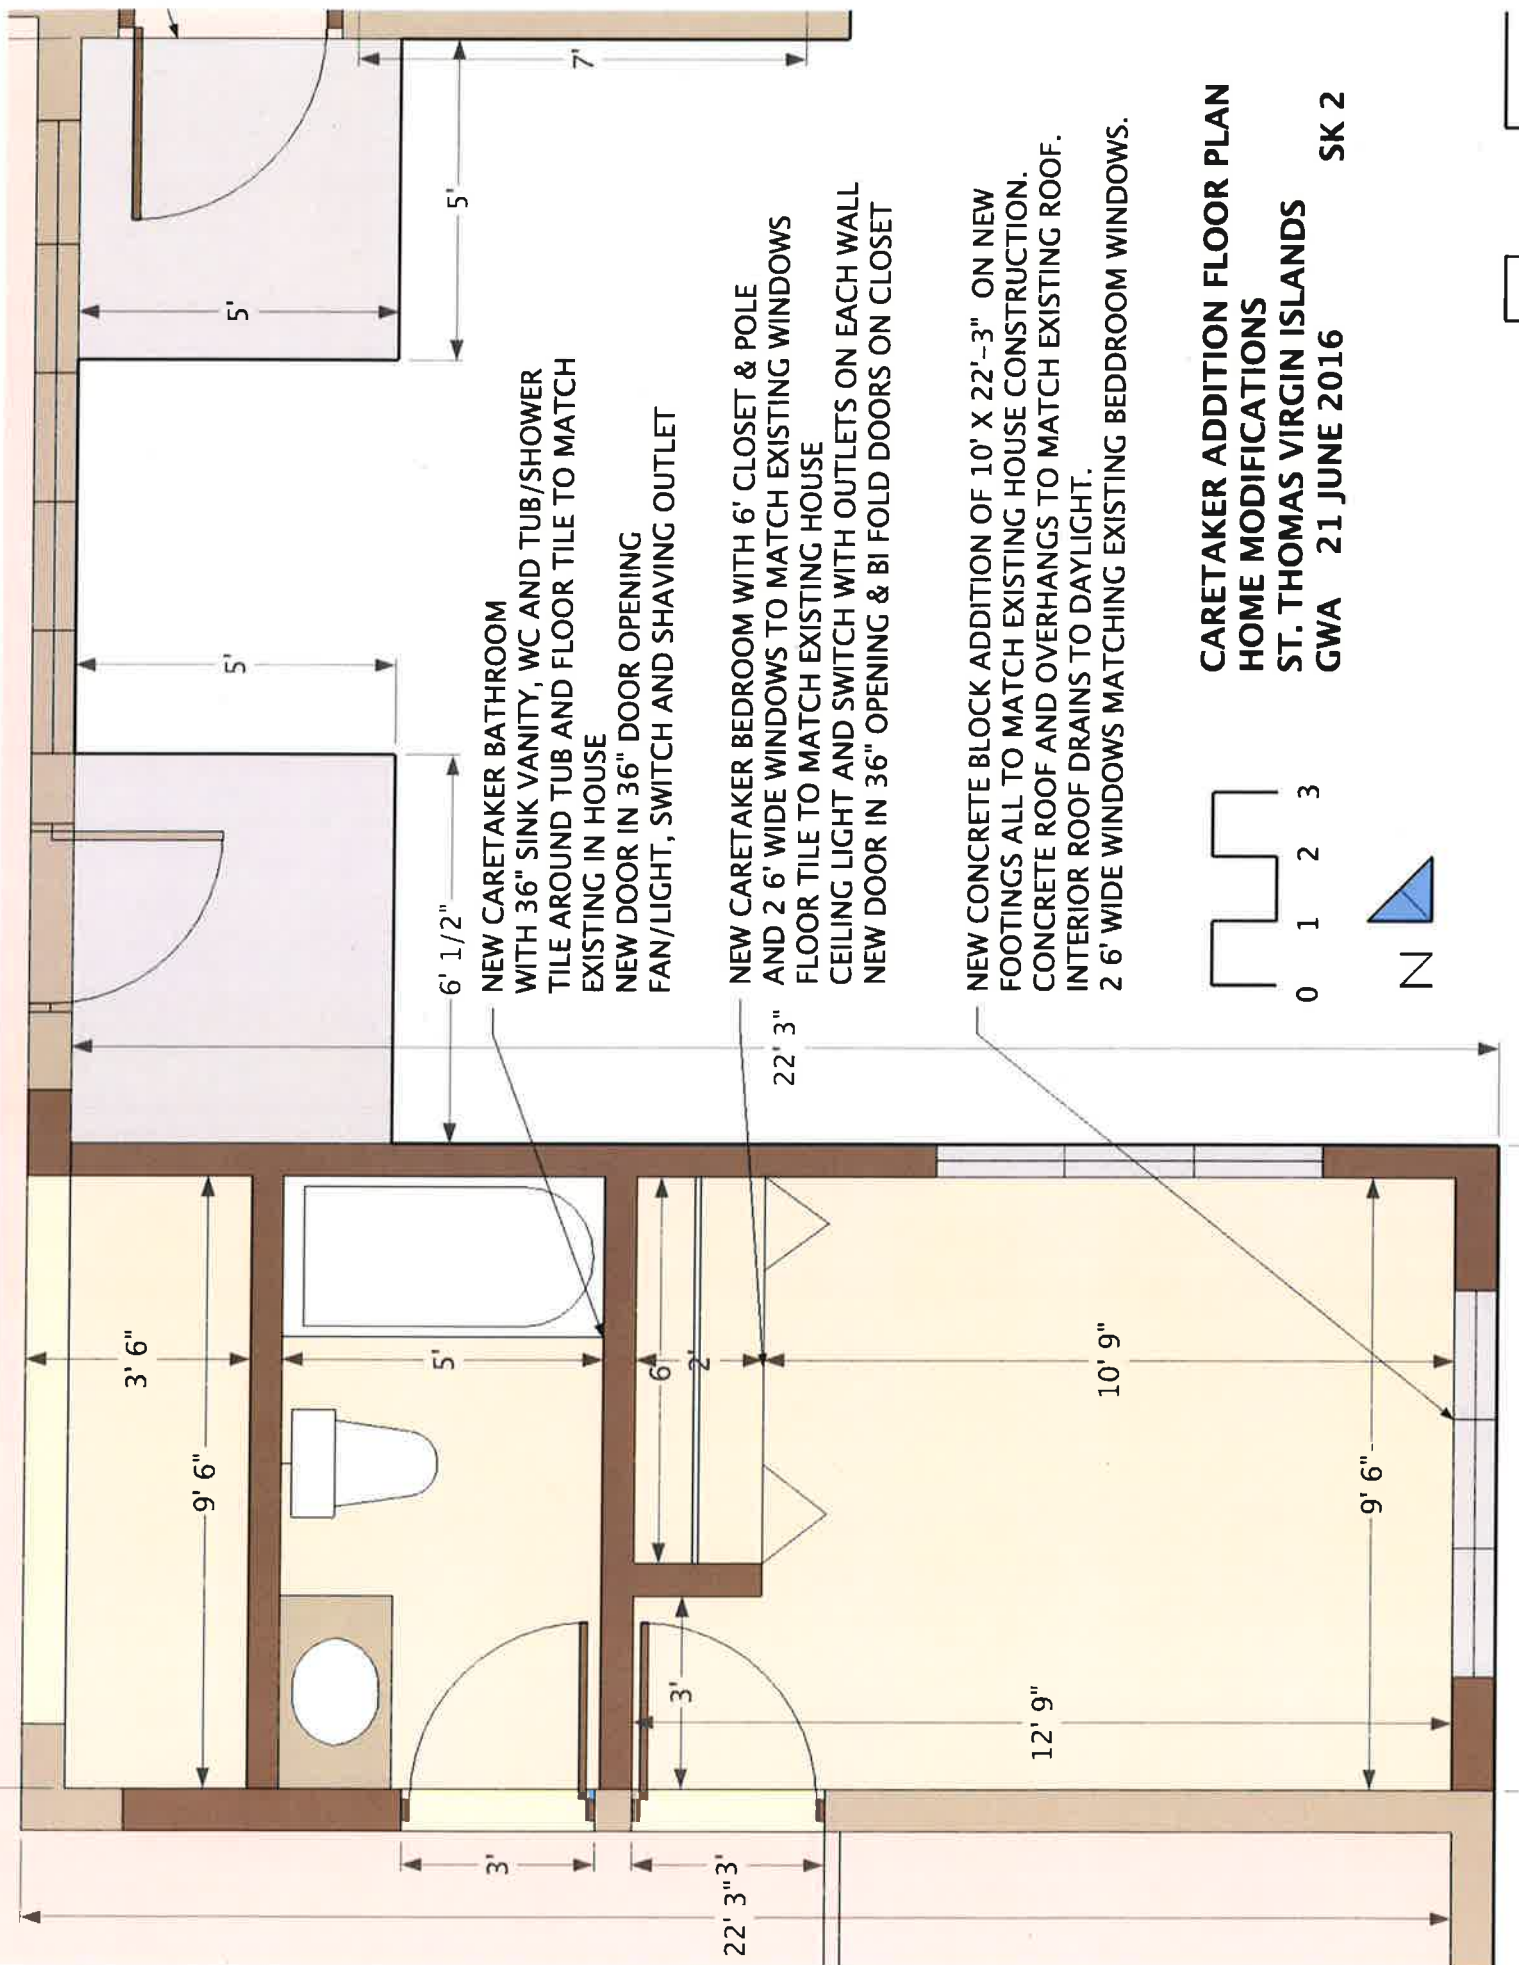 7'
5'
5'
5'
6' 1/2"
NEW CARETAKER BATHROOM
WITH 36" SINK VANITY, WC AND TUB/SHOWER
TILE AROUND TUB AND FLOOR TILE TO MATCH
EXISTING IN HOUSE
NEW DOOR IN 36" DOOR OPENING
FAN/LIGHT, SWITCH AND SHAVING OUTLET
NEW CARETAKER BEDROOM WITH 6' CLOSET & POLE
AND 2 6' WIDE WINDOWS TO MATCH EXISTING WINDOWS
FLOOR TILE TO MATCH EXISTING HOUSE
CEILING LIGHT AND SWITCH WITH OUTLETS ON EACH WALL
NEW DOOR IN 36" OPENING & BI FOLD DOORS ON CLOSET
22' 3"
NEW CONCRETE BLOCK ADDITION OF 10' X 22'-3" ON NEW
FOOTINGS ALL TO MATCH EXISTING HOUSE CONSTRUCTION.
CONCRETE ROOF AND OVERHANGS TO MATCH EXISTING ROOF.
INTERIOR ROOF DRAINS TO DAYLIGHT.
2 6' WIDE WINDOWS MATCHING EXISTING BEDDROOM WINDOWS.
CARETAKER ADDITION FLOOR PLAN
HOME MODIFICATIONS
ST. THOMAS VIRGIN ISLANDS
GWA 21 JUNE 2016 SK 2
0 1 2 3
N
3' 6"
9' 6"
5'
6'
2'
10' 9"
9' 6"
3'
12' 9"
3'
3'
22' 3"